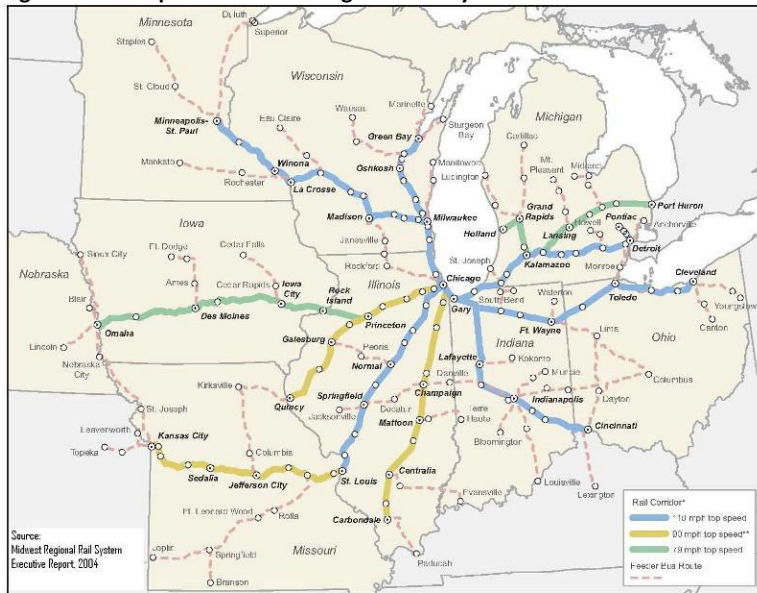 Minnesota
Duluth
Superior
Staples
St. Cloud
Wisconsin
Minneapolis-
St. Paul
Eau Claire
Wausau
Marinette
Green Bay
Sturgeon
Bay
Michigan
Cadillac
Mankato
Rochester
Winona
La Crosse
Oshkosh
Manitowoc
Ludington
Mt.
Pleasant
Midland
Madison
Milwaukee
Grand
Rapids
Holland
Lansing
Howell
Port Huron
Pontiac
Anchorville
Detroit
Iowa
Sioux City
Ft. Dodge
Cedar Falls
Janesville
Rockford
St. Joseph
Kalamazoo
Monroe
Nebraska
Blair
Ames
Cedar Rapids
Iowa
City
Rock
Island
Illinois
Chicago
Gary
South Bend
Waterloo
Toledo
Cleveland
Youngstown
Canton
Omaha
Des Moines
Princeton
Ft. Wayne
Lincoln
Nebraska
City
Galesburg
Peoria
Normal
Lafayette
Indiana
Kokomo
Lima
Ohio
Kirksville
Quincy
Springfield
Jacksonville
Decatur
Danville
Champaign
Muncie
Indianapolis
Columbus
Dayton
St. Joseph
Leavenworth
Topeka
Kansas City
Columbia
Mattoon
Terre
Haute
Bloomington
Cincinnati
Sedalia
Jefferson City
St. Louis
Centralia
Evansville
Louisville
Lexington
Ft. Leonard Wood
Rolla
Carbondale
Paducah
Missouri
Joplin
Springfield
Branson
Source:
Midwest Regional Rail System
Executive Report, 2004
Rail Corridor*
110 mph top speed
90 mph top speed**
79 mph top speed
Feeder Bus Route